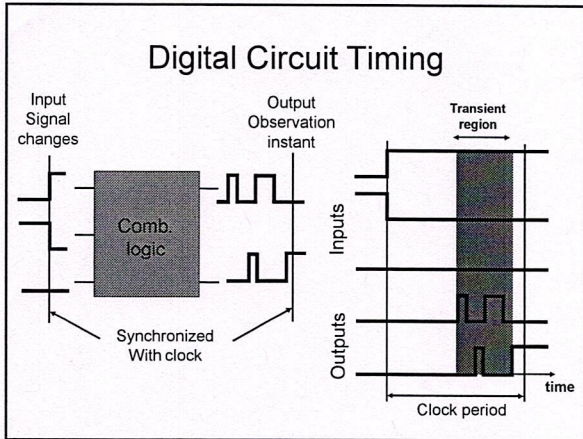 Digital Circuit Timing
Input
Signal
changes
Output
Observation
instant
Comb.
logic
Synchronized
With clock
Transient
region
Inputs
Outputs
time
Clock period